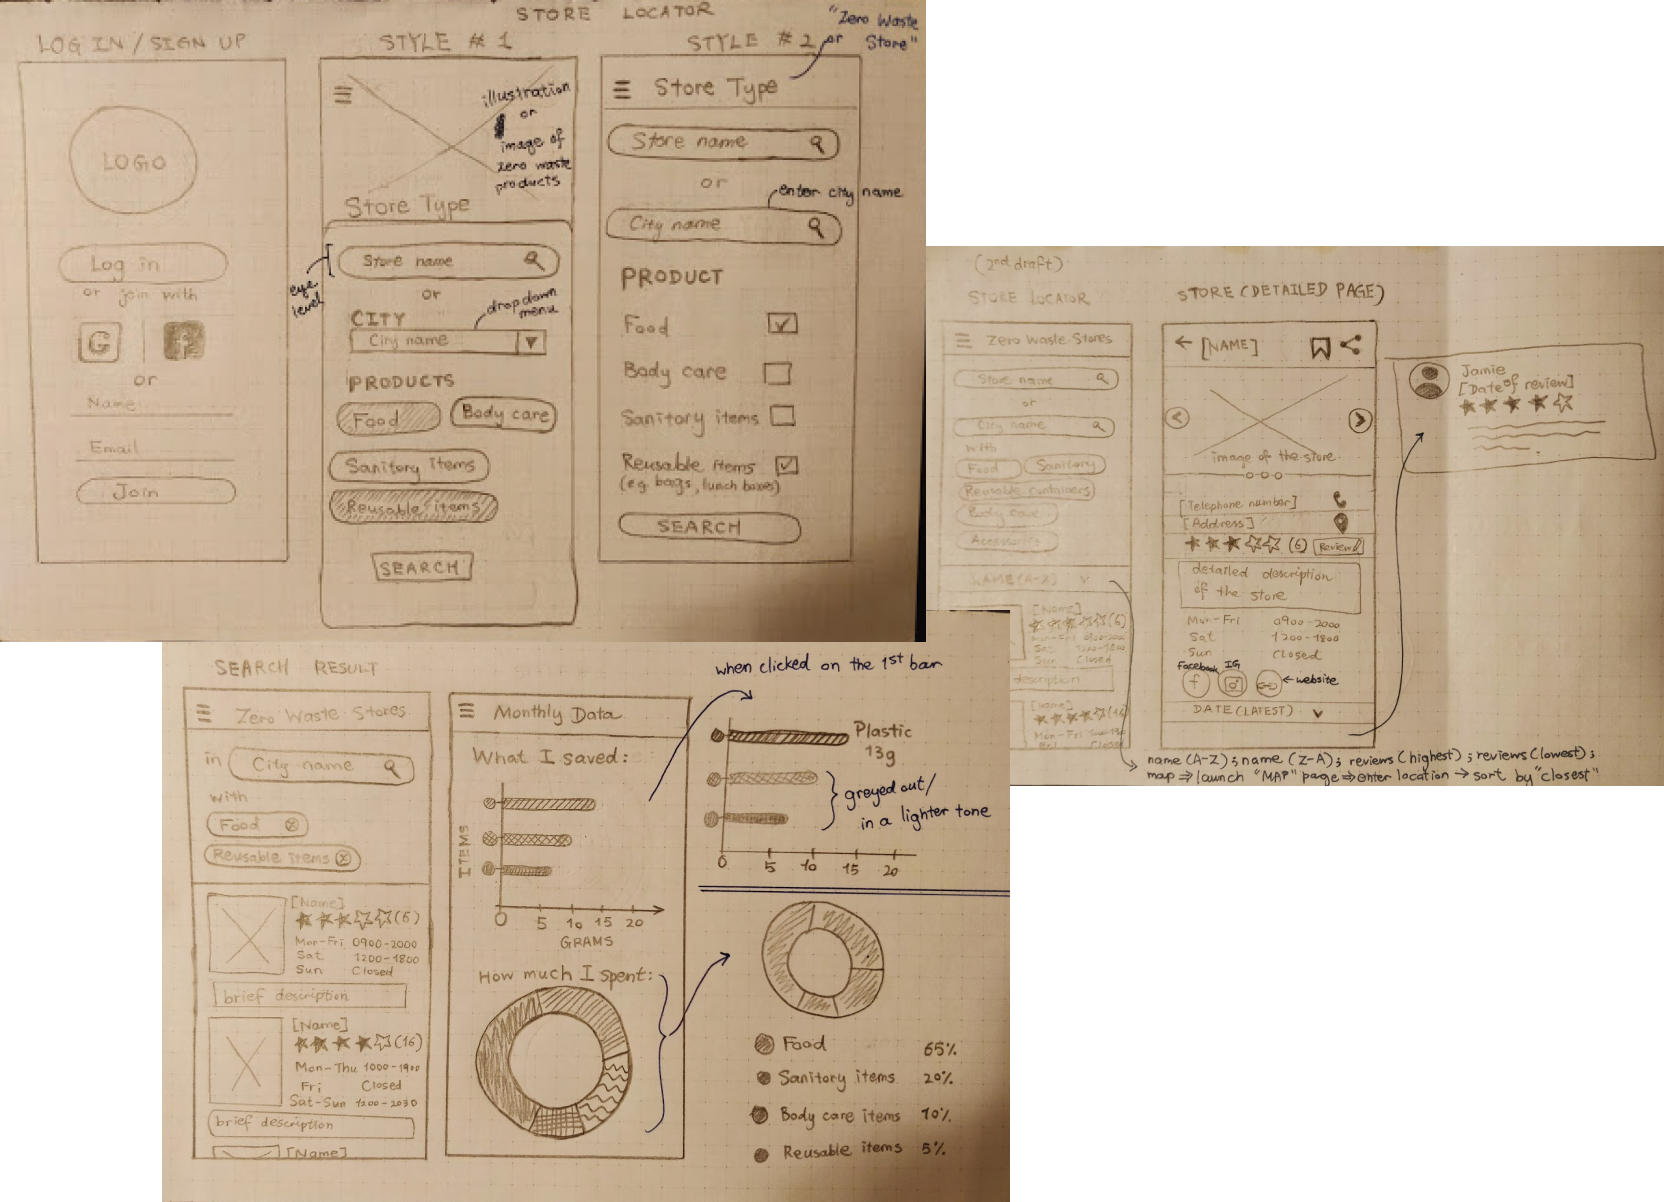 STORE LOCATOR
LOG IN / SIGN UP
LOGO
Log in
or join with
G
f
or
Name
Email
Join
STYLE # 1
illustration
or
image of
zero waste
products
Store Type
eye
level
Store name
or
dropdown
menu
CITY
City name
PRODUCTS
Food
Body care
Sanitory items
Reusable items
SEARCH
STYLE # 2
"Zero Waste
or Store"
Store Type
Store name
or
enter city name
City name
PRODUCT
Food
Body care
Sanitory items
Reusable items
(e.g. bags, lunch boxes)
SEARCH
(2nd draft)
STORE LOCATOR
Zero Waste Stores
Store name
or
City name
with
Food
Sanitory
Reusable containers
Body care
Accessories
NAME (A-Z)
[Name]
(6)
Mon-Fri 0900-2000
Sat 1200-1800
Sun Closed
description
[Name]
(16
Mon-Thu
Fri Closed
STORE (DETAILED PAGE)
[NAME]
image of the store
[Telephone number]
[Address]
(6) Review
detailed description
of the store
Mon-Fri 0900-2000
Sat 1200-1800
Sun Closed
Facebook IG
f
website
DATE (LATEST)
Jamie
[Date of review]
name (A-Z); name (Z-A); reviews (highest); reviews (lowest);
map ⇒ launch "MAP" page ⇒ enter location → sort by "closest"
SEARCH RESULT
Zero Waste Stores
in City name
with
Food
Reusable items
[Name]
(6)
Mon-Fri 0900-2000
Sat 1200-1800
Sun Closed
brief description
[Name]
(16)
Mon-Thu 1000-1900
Fri Closed
Sat-Sun 1200-2030
brief description
[Name]
Monthly Data
What I saved:
ITEMS
0 5 10 15 20
GRAMS
How much I spent:
when clicked on the 1st bar
Plastic
13g
greyed out/
in a lighter tone
0 5 10 15 20
Food 65%
Sanitory items 20%
Body care items 10%
Reusable items 5%